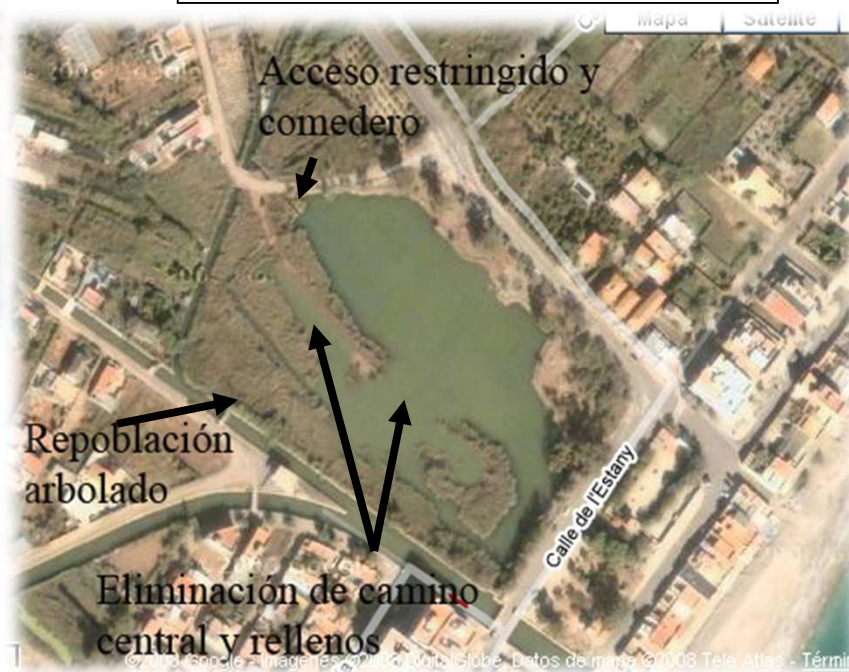 Mapa Satélite
Acceso restringido y
comedero
Repoblación
arbolado
Calle de l'Estany
Eliminación de camino
central y rellenos
©2008 Google - Imágenes ©2008 DigitalGlobe, Datos de mapa ©2008 Tele Atlas - Térmi